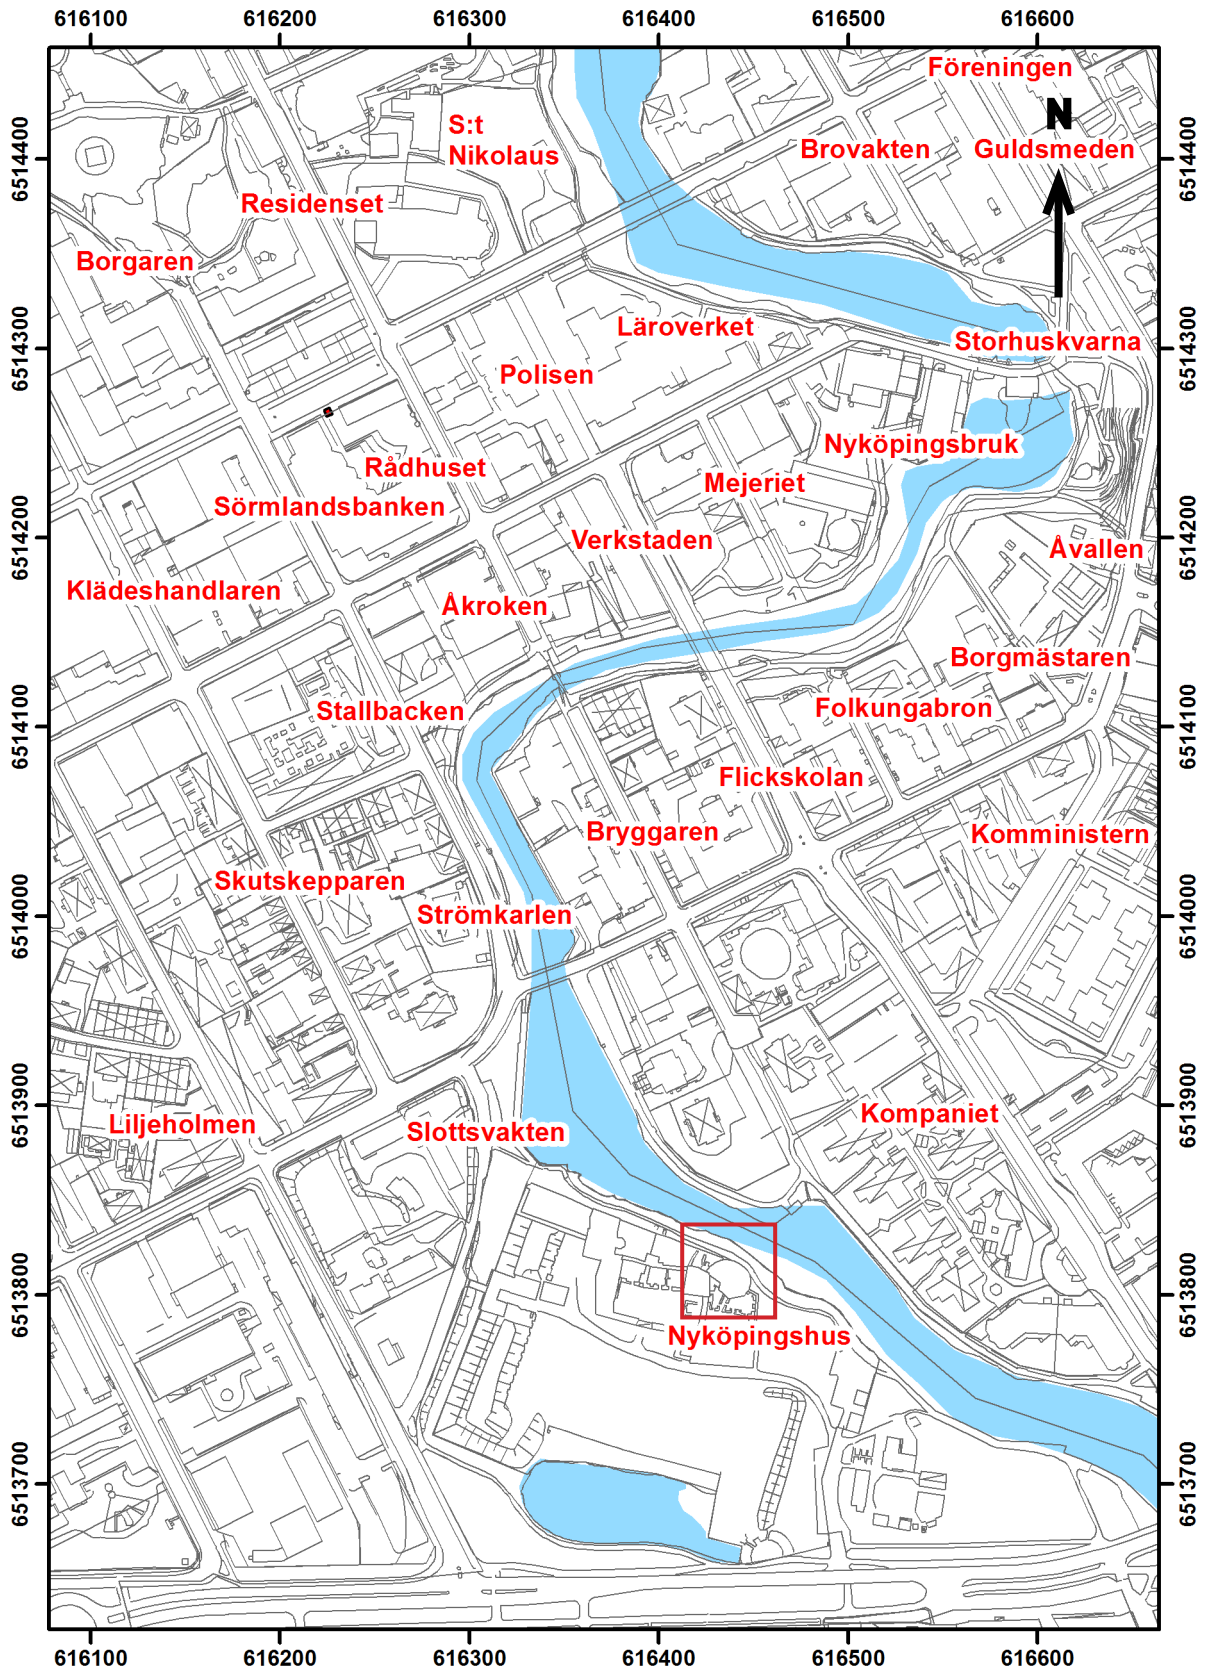 616100 616200 616300 616400 616500 616600
Föreningen
N
S:t
Nikolaus
Brovakten
Guldsmeden
6514400
6514400
Residenset
Borgaren
Läroverket
Storhuskvarna
6514300
6514300
Polisen
Nyköpingsbruk
Rådhuset
Mejeriet
Sörmlandsbanken
6514200
6514200
Verkstaden
Åvallen
Klädeshandlaren
Åkroken
Borgmästaren
Stallbacken
Folkungabron
6514100
6514100
Flickskolan
Bryggaren
Komministern
Skutskepparen
Strömkarlen
6514000
6514000
Kompaniet
6513900
6513900
Liljeholmen
Slottsvakten
6513800
6513800
Nyköpingshus
6513700
6513700
616100 616200 616300 616400 616500 616600